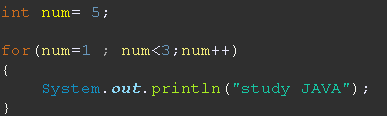 int num= 5;
for(num=1 ; num<3;num++)
{
System.out.println("study JAVA");
}